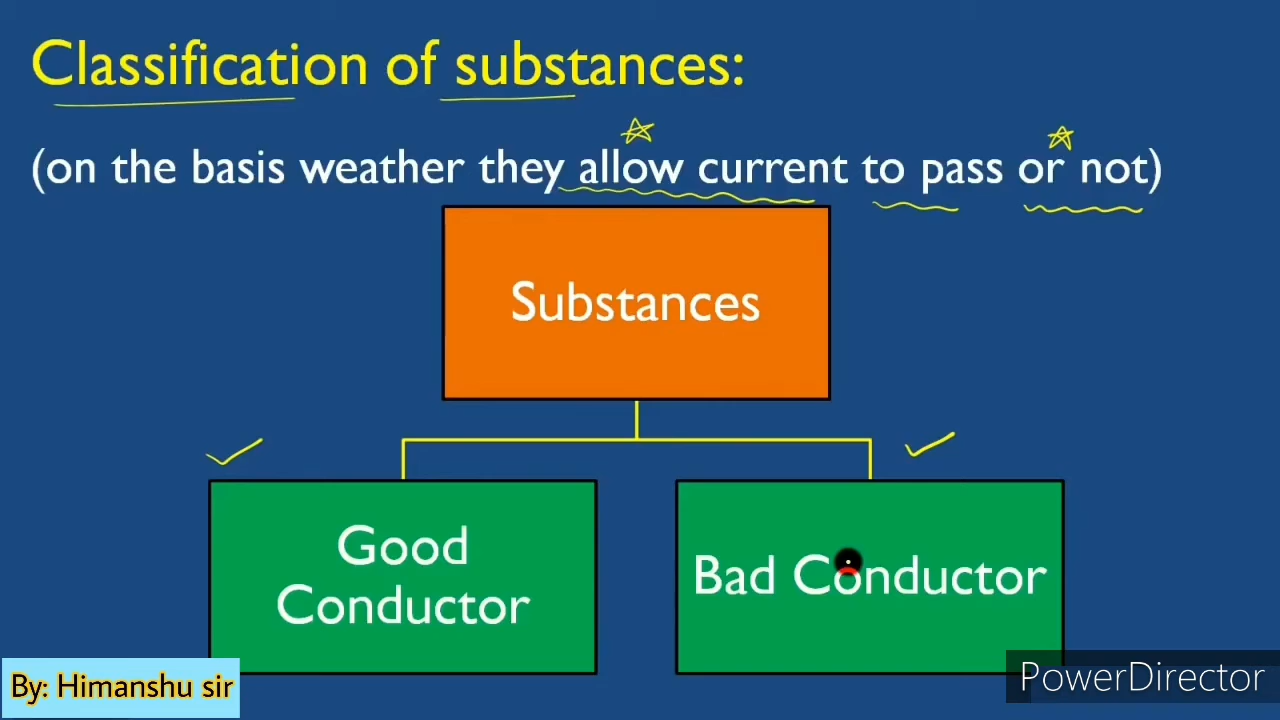 Classification of substances:
(on the basis weather they allow current to pass or not)
Substances
Good
Conductor
Bad Conductor
By: Himanshu sir
PowerDirector